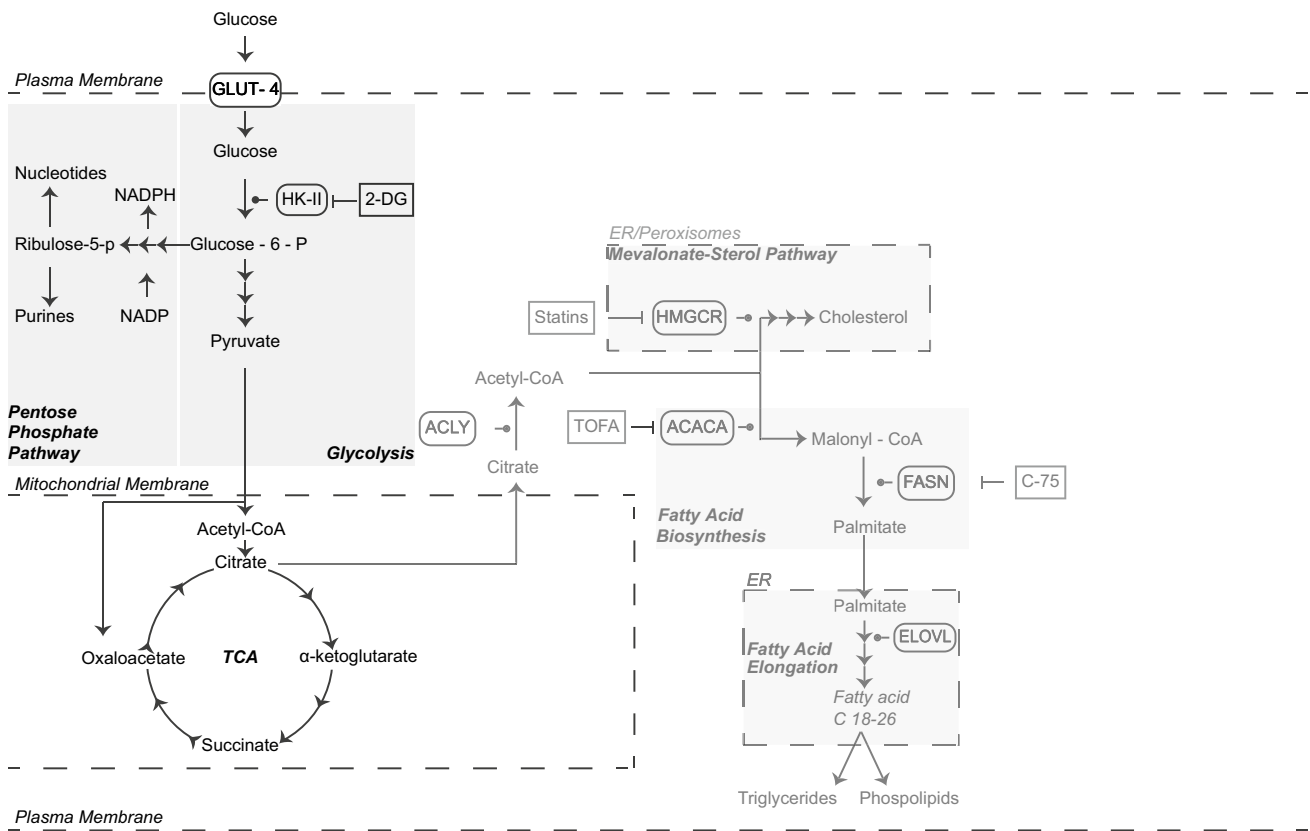 Glucose
Plasma Membrane
GLUT- 4
Glucose
Nucleotides
NADPH
HK-II
2-DG
Ribulose-5-p
Glucose - 6 - P
Purines
NADP
Pyruvate
Pentose
Phosphate
Pathway
Glycolysis
ER/Peroxisomes
Mevalonate-Sterol Pathway
Statins
HMGCR
Cholesterol
Acetyl-CoA
ACLY
Citrate
TOFA
ACACA
Malonyl - CoA
FASN
C-75
Fatty Acid
Biosynthesis
Palmitate
Mitochondrial Membrane
Acetyl-CoA
Citrate
Oxaloacetate
TCA
α-ketoglutarate
Succinate
ER
Palmitate
ELOVL
Fatty Acid
Elongation
Fatty acid
C 18-26
Triglycerides
Phospolipids
Plasma Membrane